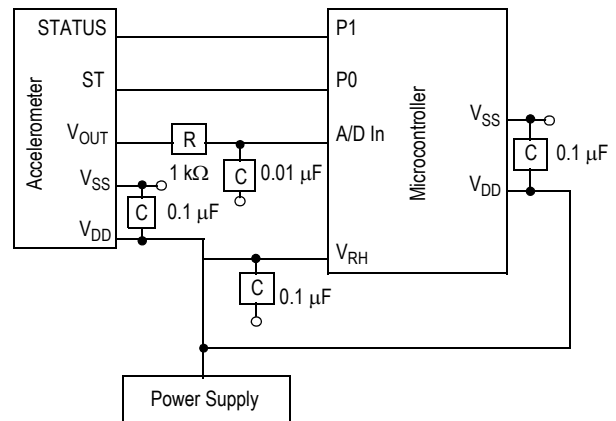 STATUS
P1
ST
P0
Accelerometer
Microcontroller
VOUT
R
A/D In
VSS
1 kΩ
C
0.01 µF
C
0.1 µF
VSS
C
0.1 µF
VDD
VDD
VRH
C
0.1 µF
Power Supply